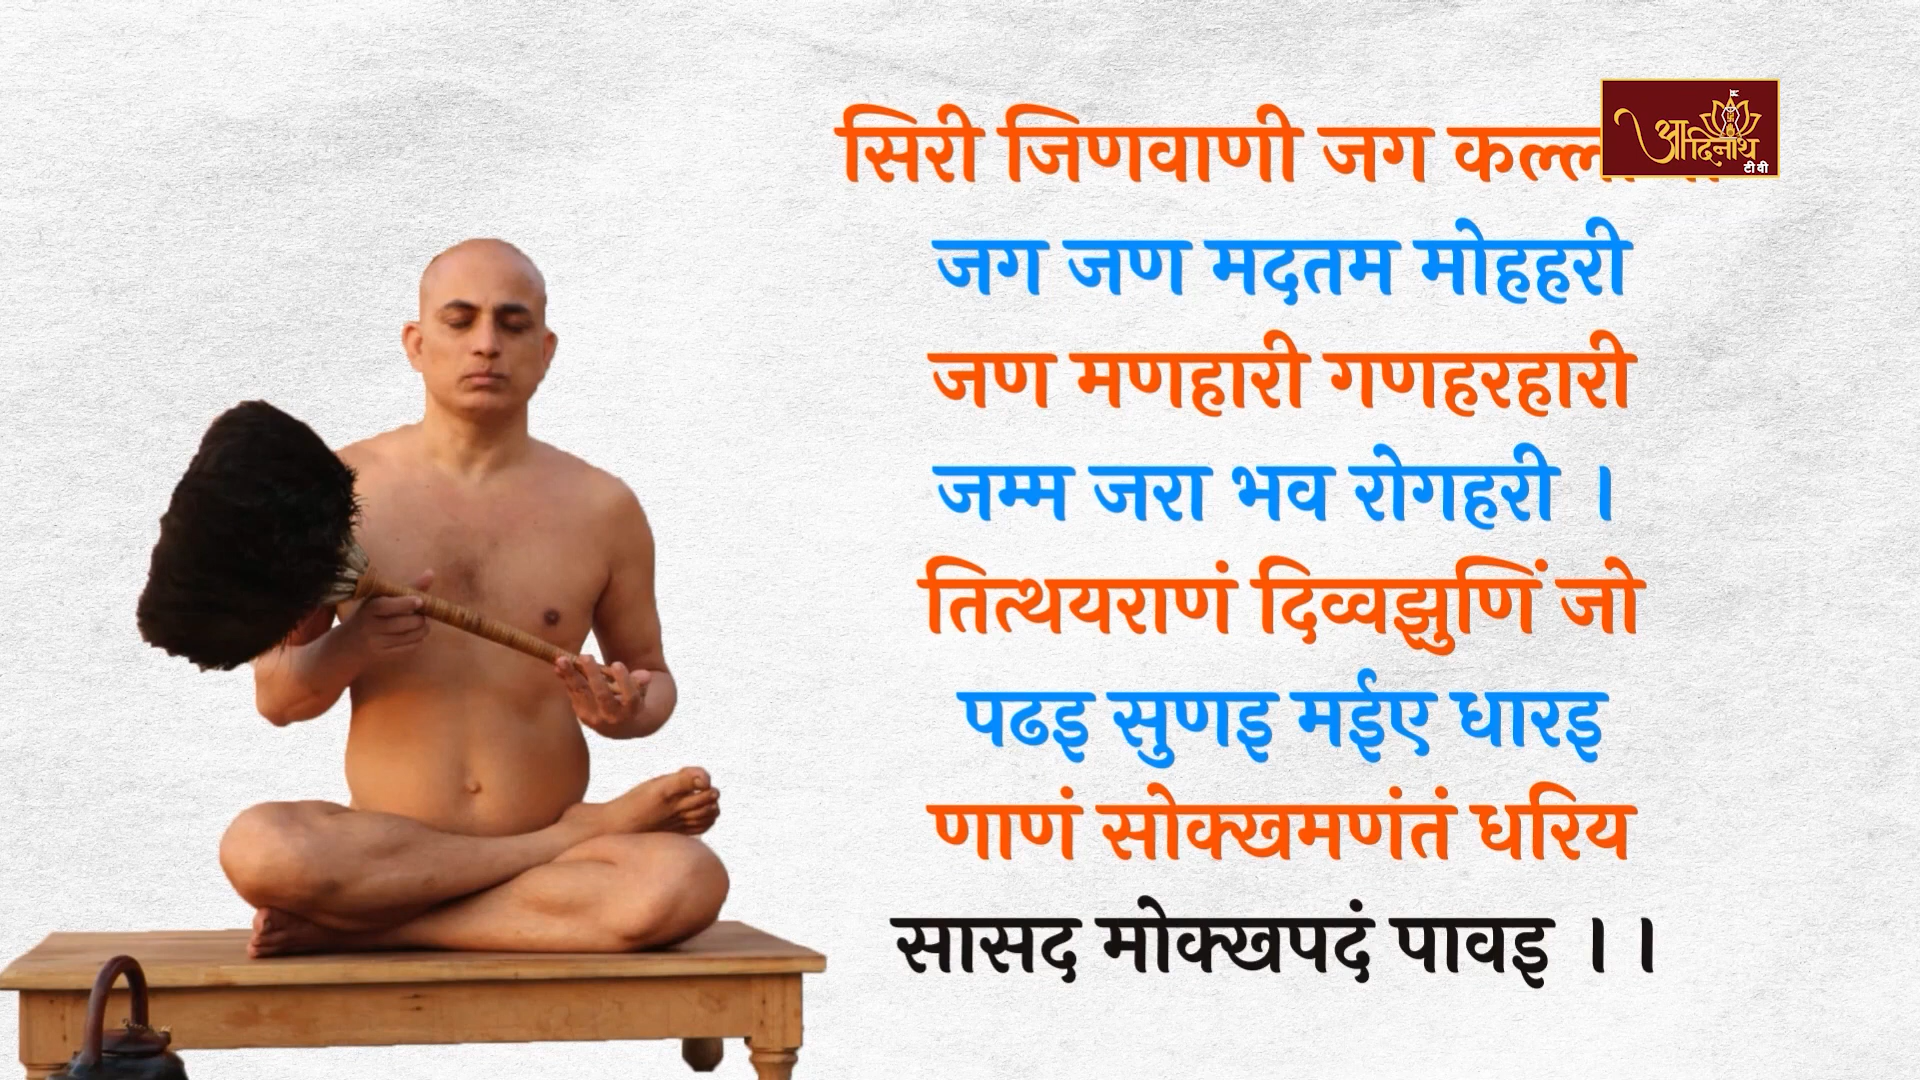 सिरी जिणवाणी जग
जग जण मदतम मोहहरी
जण मणहारी गणहरहारी
जम्म जरा भव रोगहरी ।
तित्थयराणं दिव्वझुणिं जो
पढइ सुणइ मईए धारइ
णाणं सोक्खमणंतं धरिय
सासद मोक्खपदं पावइ ।।
आदिनाथ
टी वी